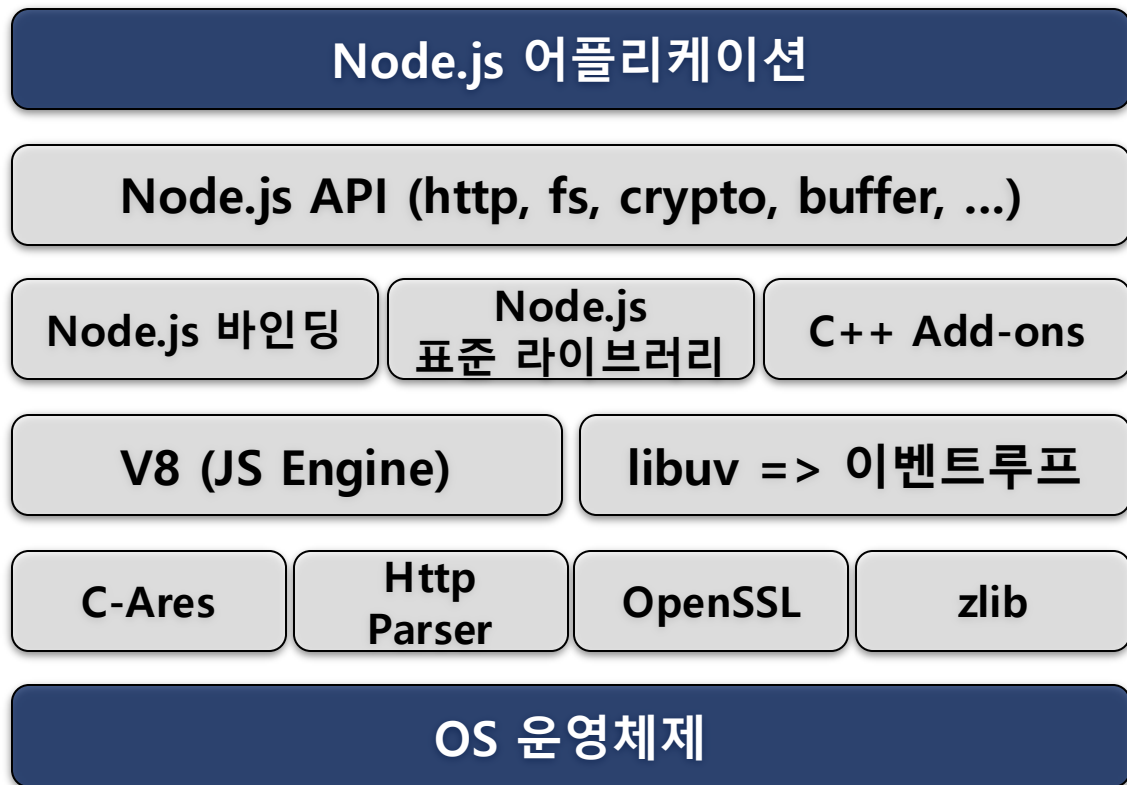 Node.js 어플리케이션
Node.js API (http, fs, crypto, buffer, ...)
Node.js 바인딩
Node.js
표준 라이브러리
C++ Add-ons
V8 (JS Engine)
libuv => 이벤트루프
C-Ares
Http
Parser
OpenSSL
zlib
OS 운영체제